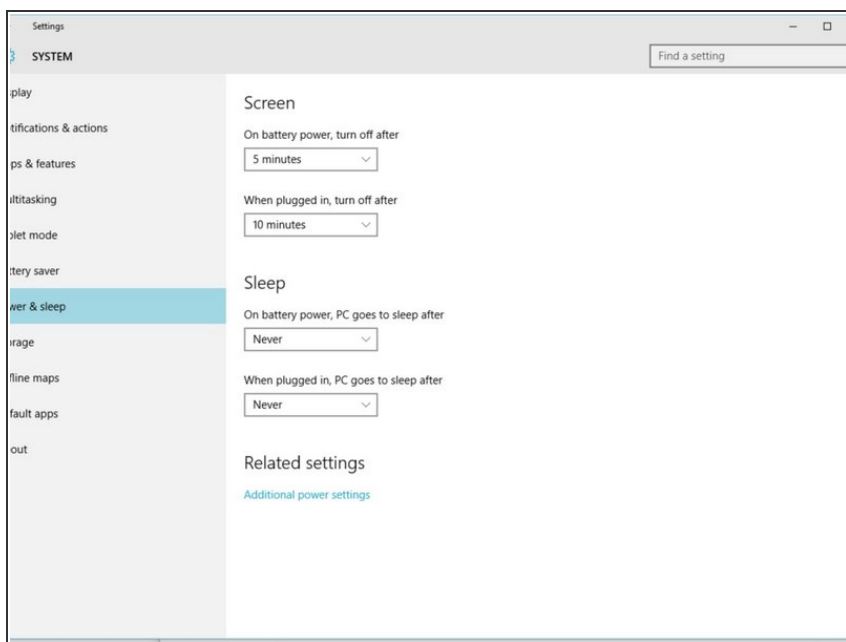 Settings
SYSTEM
Find a setting
play
tifications & actions
ps & features
ltitasking
blet mode
ttery saver
wer & sleep
rage
fline maps
fault apps
out
Screen
On battery power, turn off after
5 minutes
When plugged in, turn off after
10 minutes
Sleep
On battery power, PC goes to sleep after
Never
When plugged in, PC goes to sleep after
Never
Related settings
Additional power settings